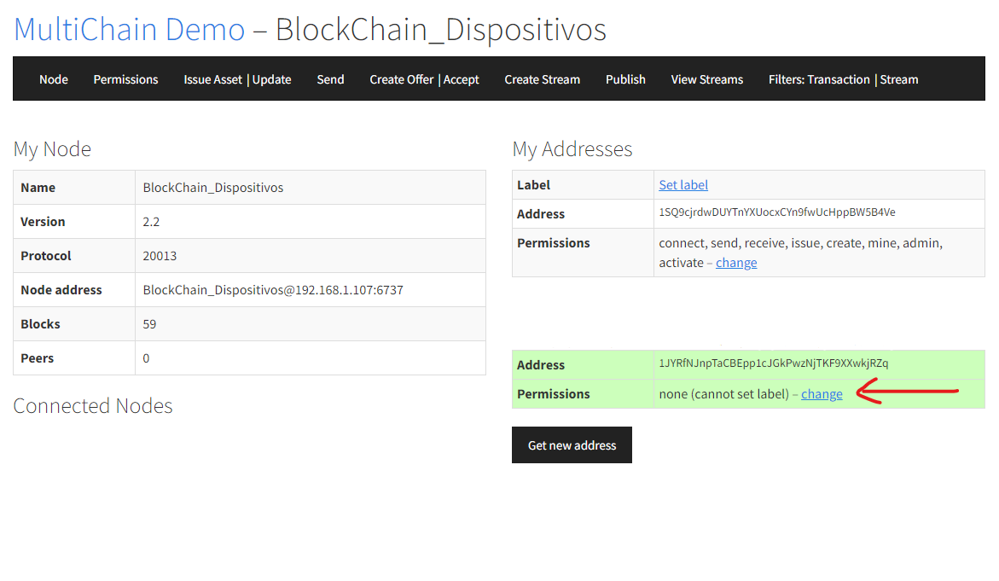 MultiChain Demo – BlockChain_Dispositivos
Node Permissions Issue Asset | Update Send Create Offer | Accept Create Stream Publish View Streams Filters: Transaction | Stream
My Node
Name BlockChain_Dispositivos
Version 2.2
Protocol 20013
Node address BlockChain_Dispositivos@192.168.1.107:6737
Blocks 59
Peers 0
Connected Nodes
My Addresses
Label Set label
Address 1SQ9cjrdwDUYTnYXUocxCYn9fwUcHppBW5B4Ve
Permissions connect, send, receive, issue, create, mine, admin,
activate – change
Address 1JYRfNJnpTaCBEpp1cJGkPwzNjTKF9XXwkjRZq
Permissions none (cannot set label) – change
Get new address